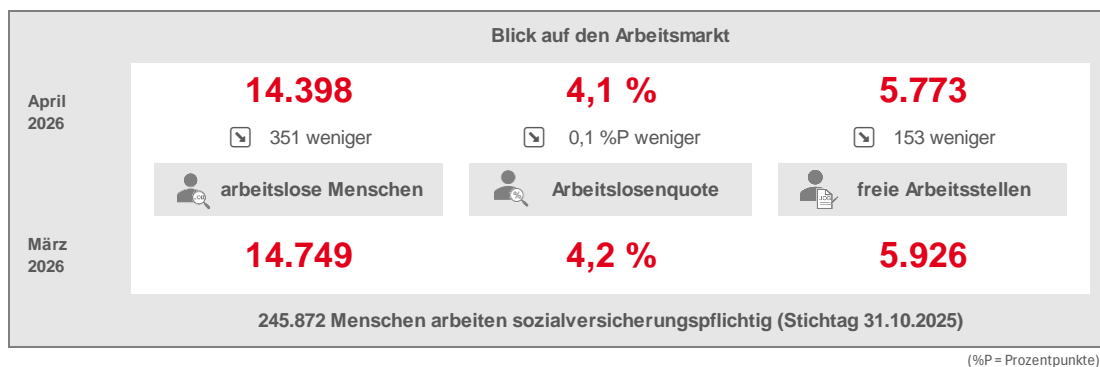 Blick auf den Arbeitsmarkt
April
2026
14.398
4,1 %
5.773
351 weniger
0,1 %P weniger
153 weniger
JOB
arbeitslose Menschen
%
Arbeitslosenquote
JOB
freie Arbeitsstellen
März
2026
14.749
4,2 %
5.926
245.872 Menschen arbeiten sozialversicherungspflichtig (Stichtag 31.10.2025)
(%P = Prozentpunkte)